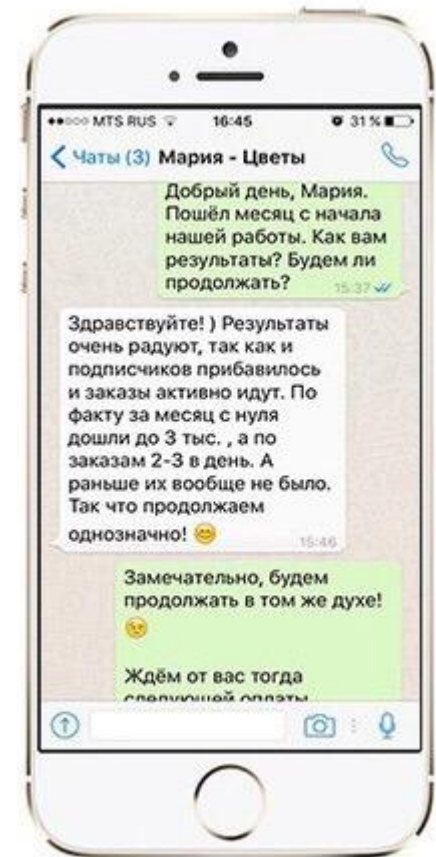 MTS RUS 16:45 31 %
Чаты (3) Мария - Цветы
Добрый день, Мария.
Пошёл месяц с начала
нашей работы. Как вам
результаты? Будем ли
продолжать?
15:37
Здравствуйте! ) Результаты
очень радуют, так как и
подписчиков прибавилось
и заказы активно идут. По
факту за месяц с нуля
дошли до 3 тыс. , а по
заказам 2-3 в день. А
раньше их вообще не было.
Так что продолжаем
однозначно! 😊
15:46
Замечательно, будем
продолжать в том же духе!
😉
Ждём от вас тогда
следующей оплаты